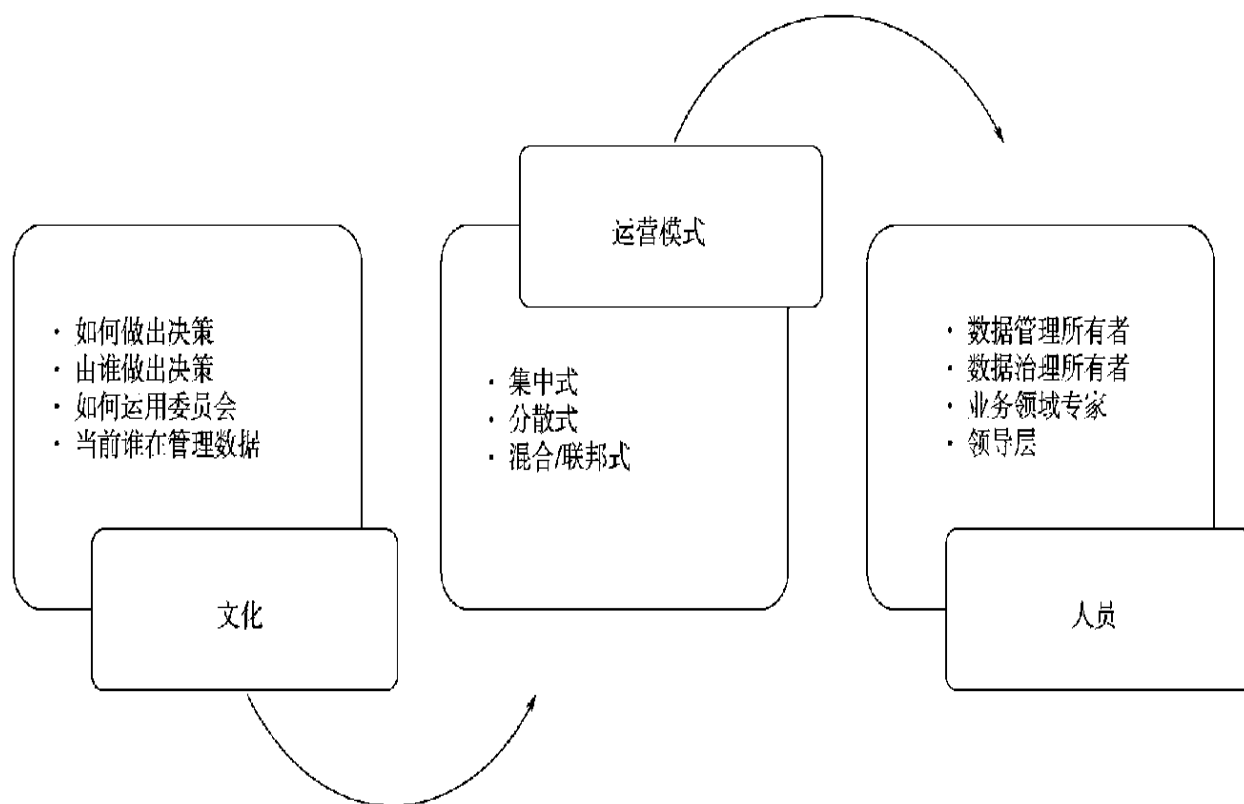 · 如何做出决策
· 由谁做出决策
· 如何运用委员会
· 当前谁在管理数据
文化
运营模式
· 集中式
· 分散式
· 混合/联邦式
· 数据管理所有者
· 数据治理所有者
· 业务领域专家
· 领导层
人员